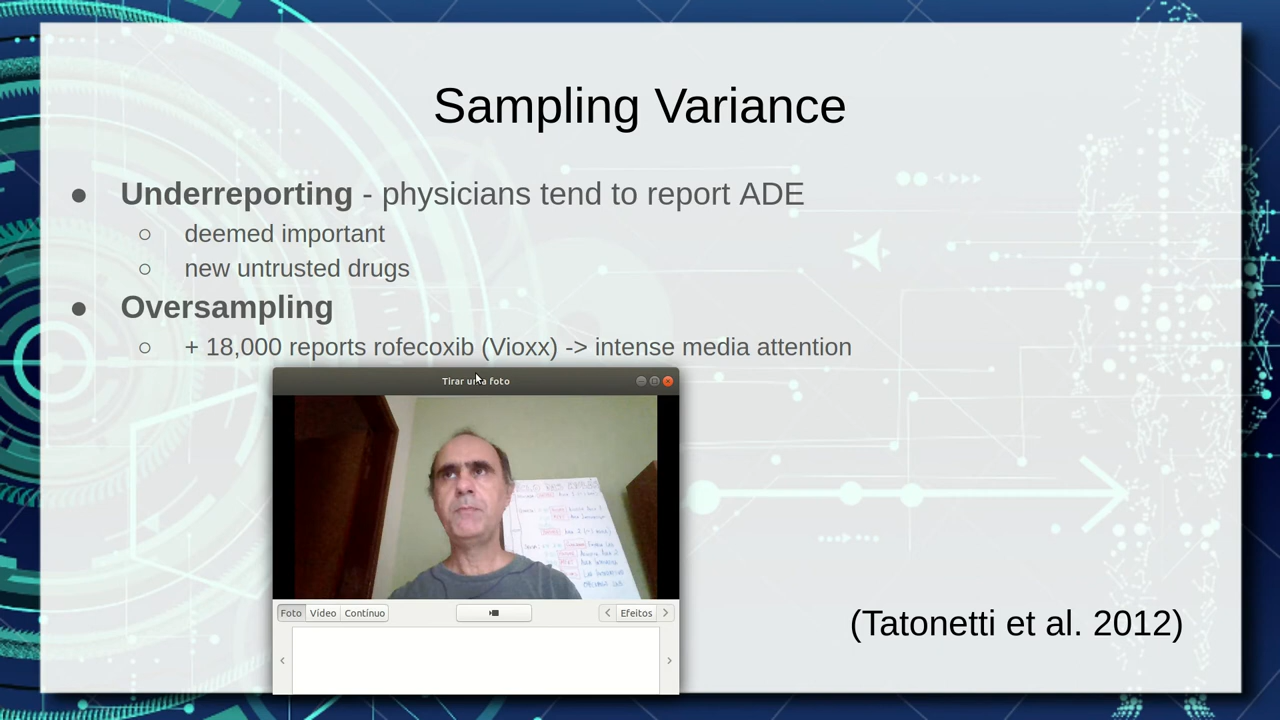 Sampling Variance
● Underreporting - physicians tend to report ADE
○ deemed important
○ new untrusted drugs
● Oversampling
○ + 18,000 reports rofecoxib (Vioxx) -> intense media attention
Tirar uma foto
Foto Vídeo Contínuo Efeitos
(Tatonetti et al. 2012)